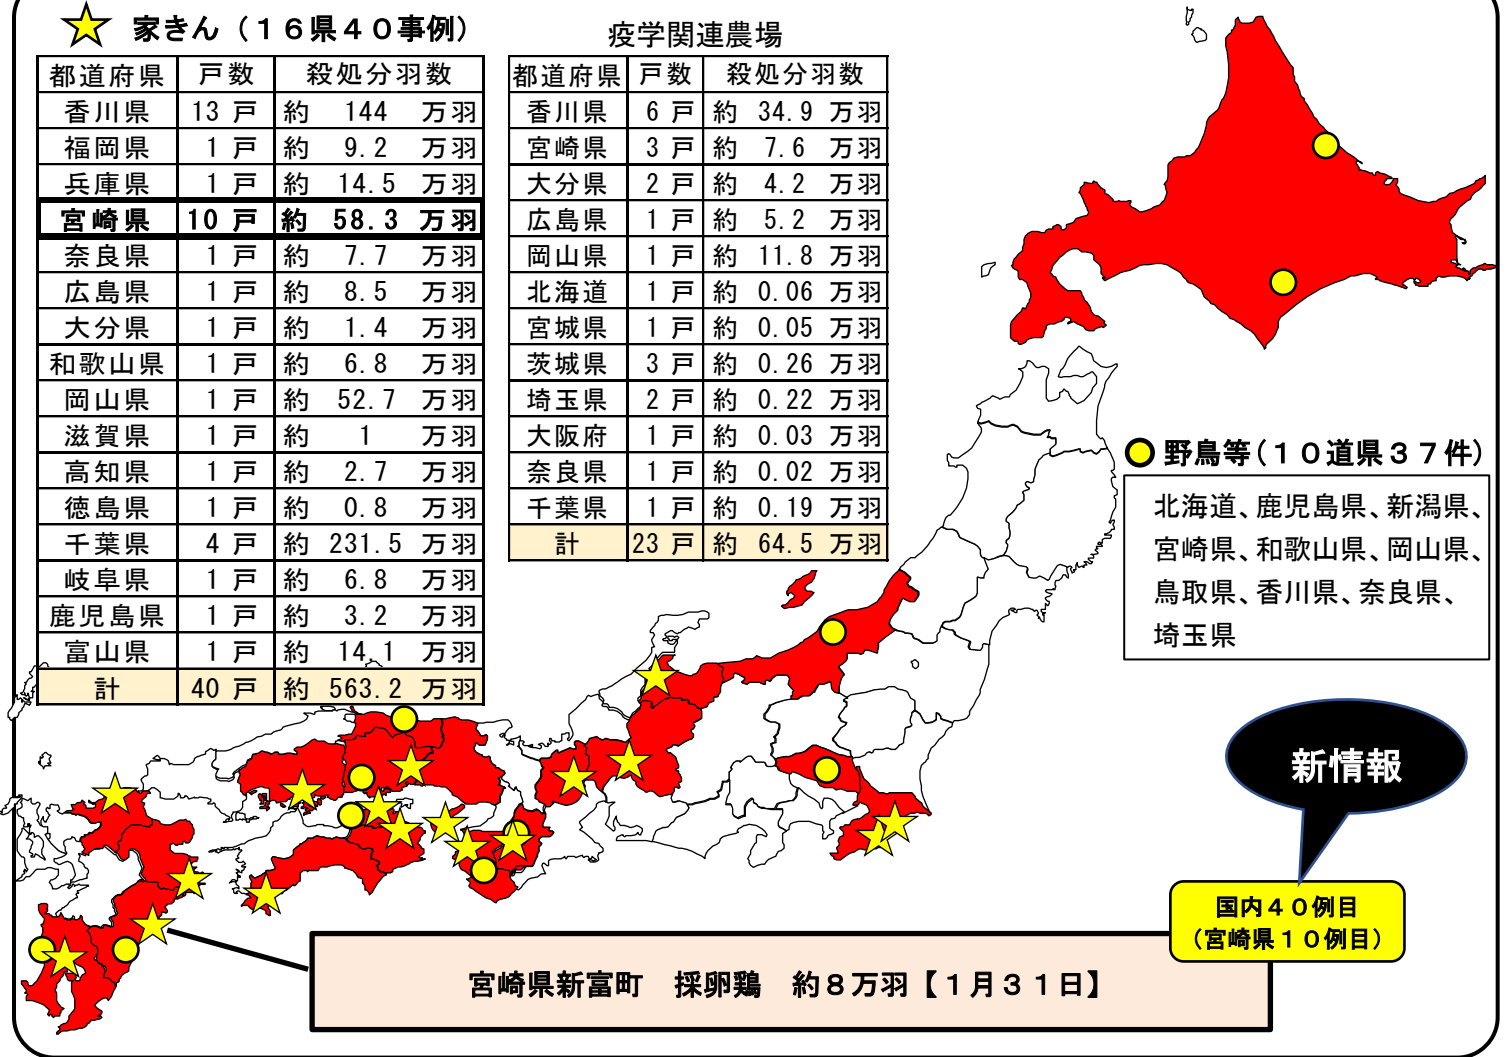 家きん（１６県４０事例）
都道府県 戸数 殺処分羽数
香川県 13 戸 約 144 万羽
福岡県 1 戸 約 9.2 万羽
兵庫県 1 戸 約 14.5 万羽
宮崎県 10 戸 約 58.3 万羽
奈良県 1 戸 約 7.7 万羽
広島県 1 戸 約 8.5 万羽
大分県 1 戸 約 1.4 万羽
和歌山県 1 戸 約 6.8 万羽
岡山県 1 戸 約 52.7 万羽
滋賀県 1 戸 約 1 万羽
高知県 1 戸 約 2.7 万羽
徳島県 1 戸 約 0.8 万羽
千葉県 4 戸 約 231.5 万羽
岐阜県 1 戸 約 6.8 万羽
鹿児島県 1 戸 約 3.2 万羽
富山県 1 戸 約 14.1 万羽
計 40 戸 約 563.2 万羽
疫学関連農場
都道府県 戸数 殺処分羽数
香川県 6 戸 約 34.9 万羽
宮崎県 3 戸 約 7.6 万羽
大分県 2 戸 約 4.2 万羽
広島県 1 戸 約 5.2 万羽
岡山県 1 戸 約 11.8 万羽
北海道 1 戸 約 0.06 万羽
宮城県 1 戸 約 0.05 万羽
茨城県 3 戸 約 0.26 万羽
埼玉県 2 戸 約 0.22 万羽
大阪府 1 戸 約 0.03 万羽
奈良県 1 戸 約 0.02 万羽
千葉県 1 戸 約 0.19 万羽
計 23 戸 約 64.5 万羽
野鳥等（１０道県３７件）
北海道、鹿児島県、新潟県、
宮崎県、和歌山県、岡山県、
鳥取県、香川県、奈良県、
埼玉県
新情報
国内４０例目
（宮崎県１０例目）
宮崎県新富町　採卵鶏　約８万羽【１月３１日】